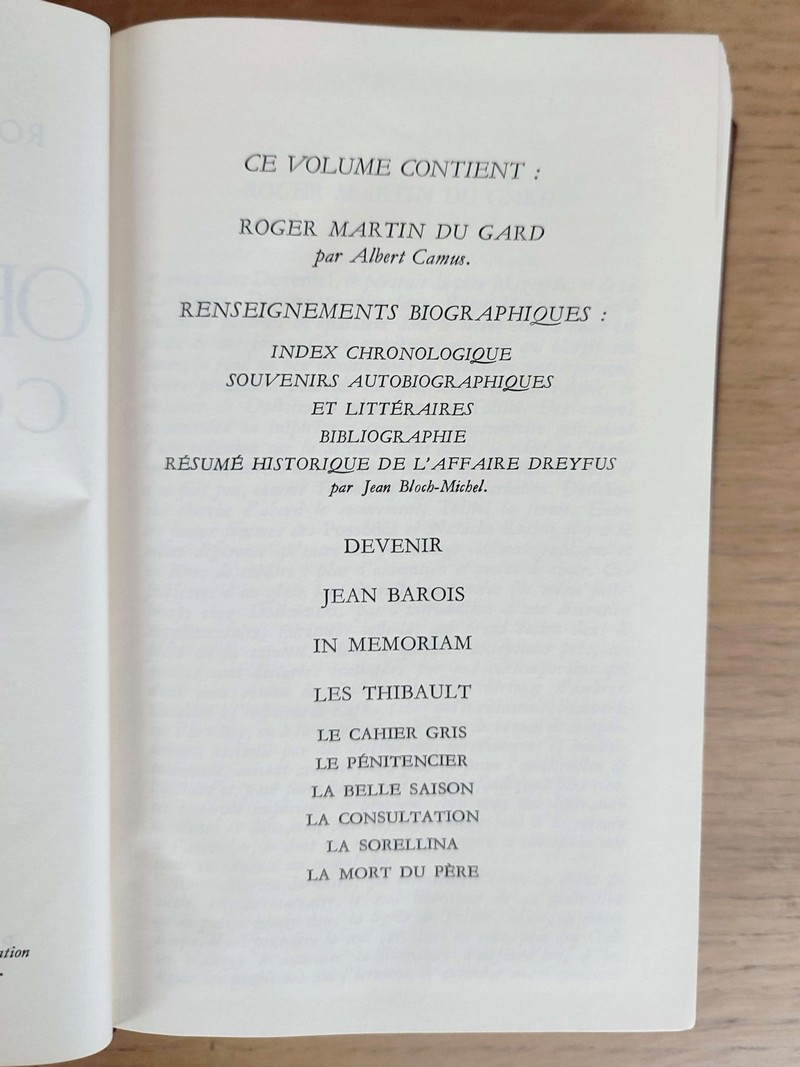 CE VOLUME CONTIENT :
ROGER MARTIN DU GARD
par Albert Camus.
RENSEIGNEMENTS BIOGRAPHIQUES :
INDEX CHRONOLOGIQUE
SOUVENIRS AUTOBIOGRAPHIQUES
ET LITTÉRAIRES
BIBLIOGRAPHIE
RÉSUMÉ HISTORIQUE DE L'AFFAIRE DREYFUS
par Jean Bloch-Michel.
DEVENIR
JEAN BAROIS
IN MEMORIAM
LES THIBAULT
LE CAHIER GRIS
LE PÉNITENCIER
LA BELLE SAISON
LA CONSULTATION
LA SORELLINA
LA MORT DU PÈRE